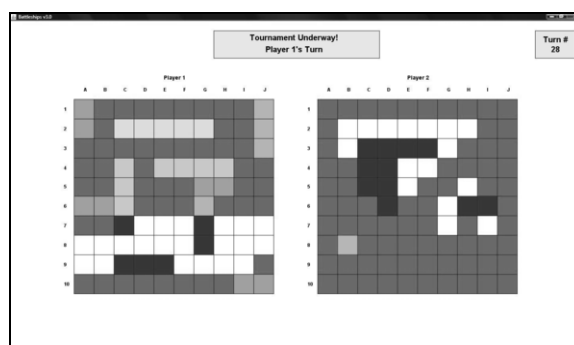 Battleships v3.0
Tournament Underway!
Player 1's Turn
Turn #
28
Player 1
Player 2
A B C D E F G H I J
A B C D E F G H I J
1
2
3
4
5
6
7
8
9
10
1
2
3
4
5
6
7
8
9
10